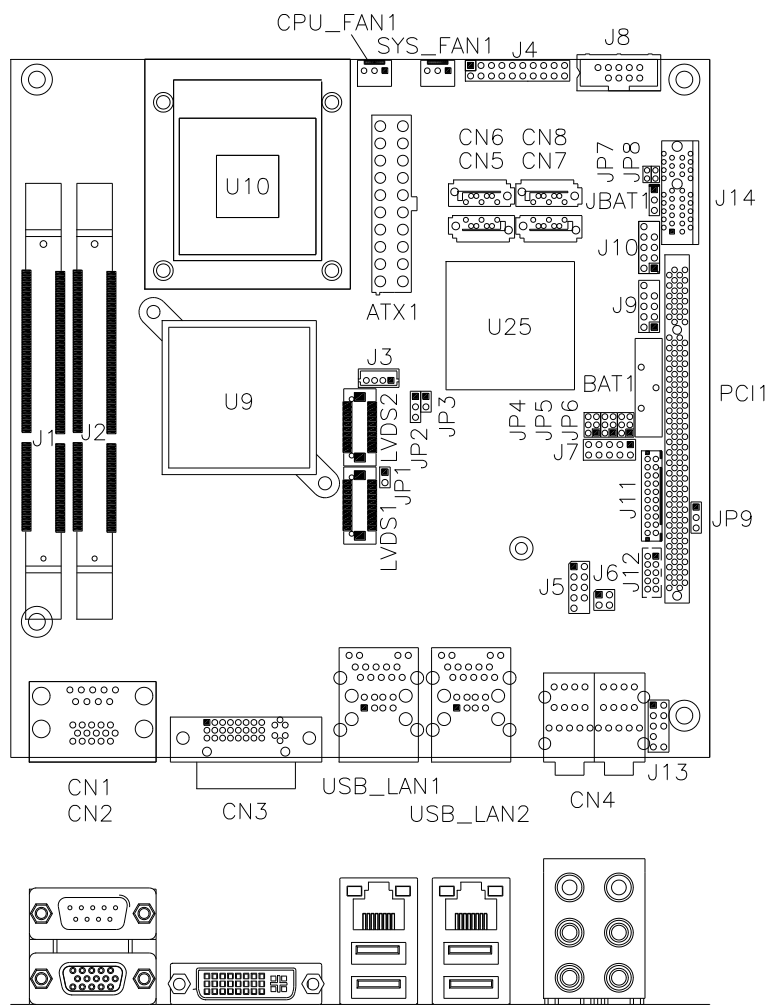 CPU_FAN1
SYS_FAN1
J4
J8
CN6
CN5
CN8
CN7
JP7
JP8
JBAT1
J14
U10
J10
ATX1
J9
U25
J3
BAT1
PCI1
U9
J1
J2
LVDS2
JP2
JP3
JP4
JP5
JP6
J7
LVDS1
JP1
J11
JP9
J5
J6
J12
CN1
CN2
CN3
USB_LAN1
USB_LAN2
CN4
J13